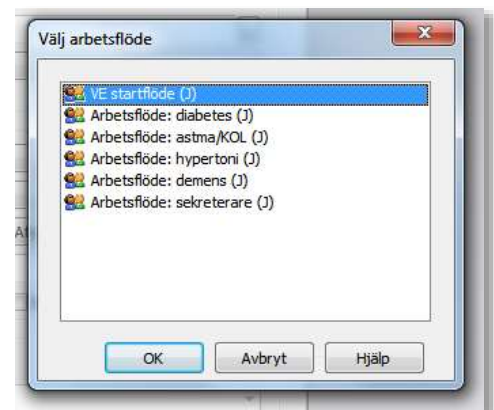 Välj arbetsflöde
VE startflöde (J)
Arbetsflöde: diabetes (J)
Arbetsflöde: astma/KOL (J)
Arbetsflöde: hypertoni (J)
Arbetsflöde: demens (J)
Arbetsflöde: sekreterare (J)
OK Avbryt Hjälp